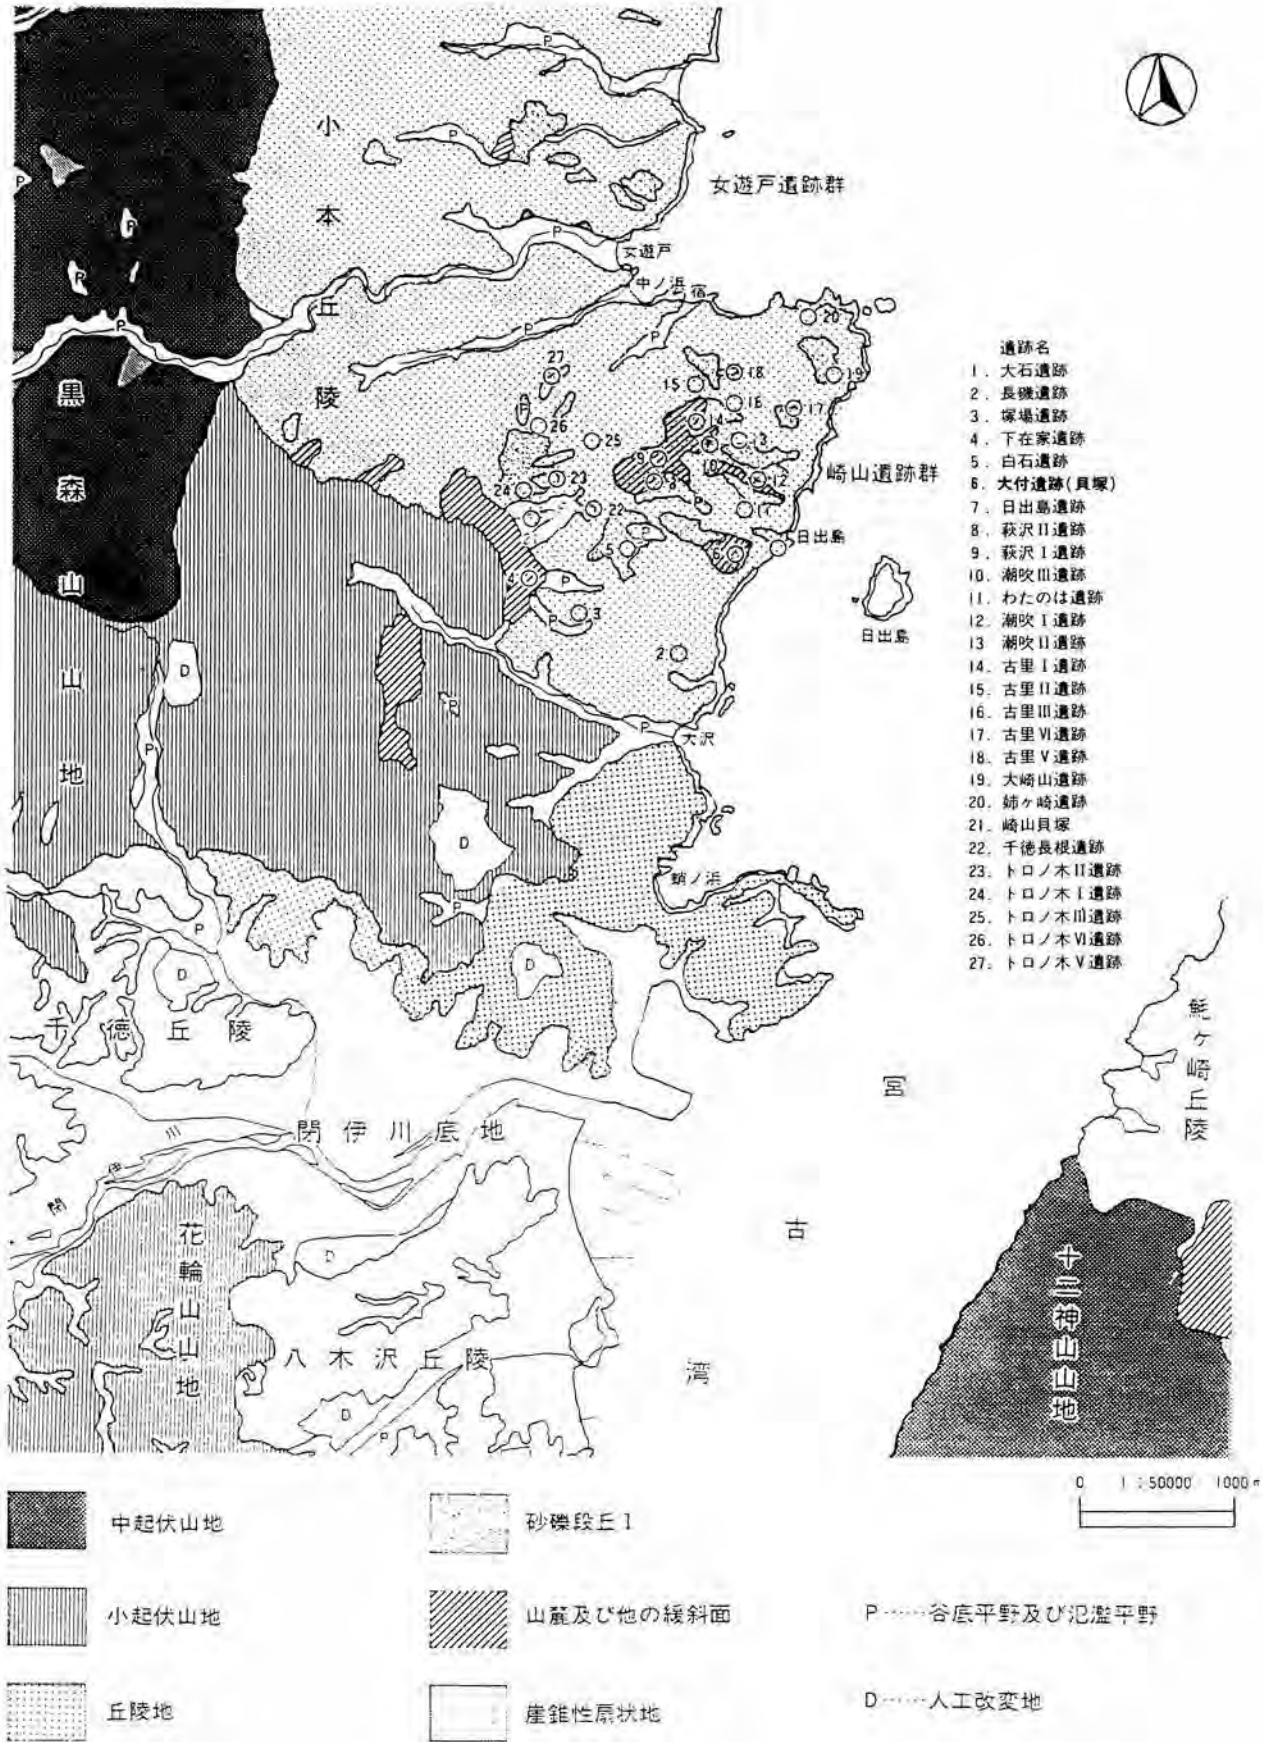 小本丘陵
女遊戸遺跡群
女遊戸
中ノ浜
宿
黒森山山地
崎山遺跡群
日出島
日出島
大沢
蛸ノ浜
千徳丘陵
閉伊川底地
閉伊川
花輪山山地
八木沢丘陵
宮古湾
鮑ヶ崎丘陵
十二神山山地
遺跡名
1. 大石遺跡
2. 長磯遺跡
3. 塚場遺跡
4. 下在家遺跡
5. 白石遺跡
6. 大付遺跡(貝塚)
7. 日出島遺跡
8. 萩沢II遺跡
9. 萩沢I遺跡
10. 潮吹III遺跡
11. わたのは遺跡
12. 潮吹I遺跡
13 潮吹II遺跡
14. 古里I遺跡
15. 古里II遺跡
16. 古里III遺跡
17. 古里VI遺跡
18. 古里V遺跡
19. 大崎山遺跡
20. 姉ヶ崎遺跡
21. 崎山貝塚
22. 千徳長根遺跡
23. トロノ木II遺跡
24. トロノ木I遺跡
25. トロノ木III遺跡
26. トロノ木VI遺跡
27. トロノ木V遺跡
0 1:50000 1000m
中起伏山地
砂礫段丘I
小起伏山地
山麓及び他の緩斜面
P……谷底平野及び氾濫平野
丘陵地
崖錐性扇状地
D……人工改変地